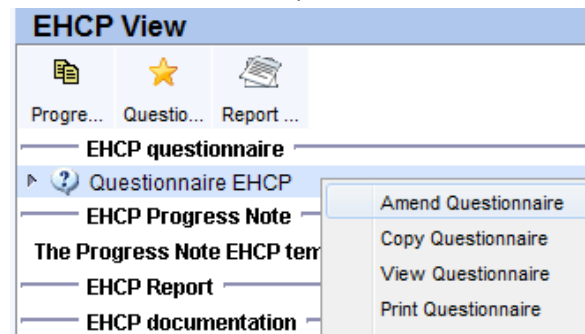 EHCP View
Progre... Questio... Report ...
EHCP questionnaire
Questionnaire EHCP
Amend Questionnaire
EHCP Progress Note
Copy Questionnaire
The Progress Note EHCP tem
View Questionnaire
EHCP Report
Print Questionnaire
EHCP documentation